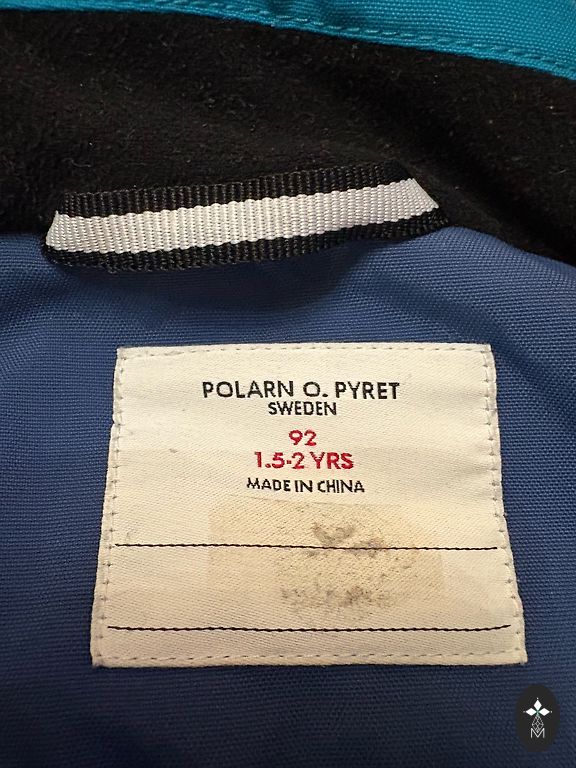 POLARN O. PYRET
SWEDEN
92
1.5-2 YRS
MADE IN CHINA
M